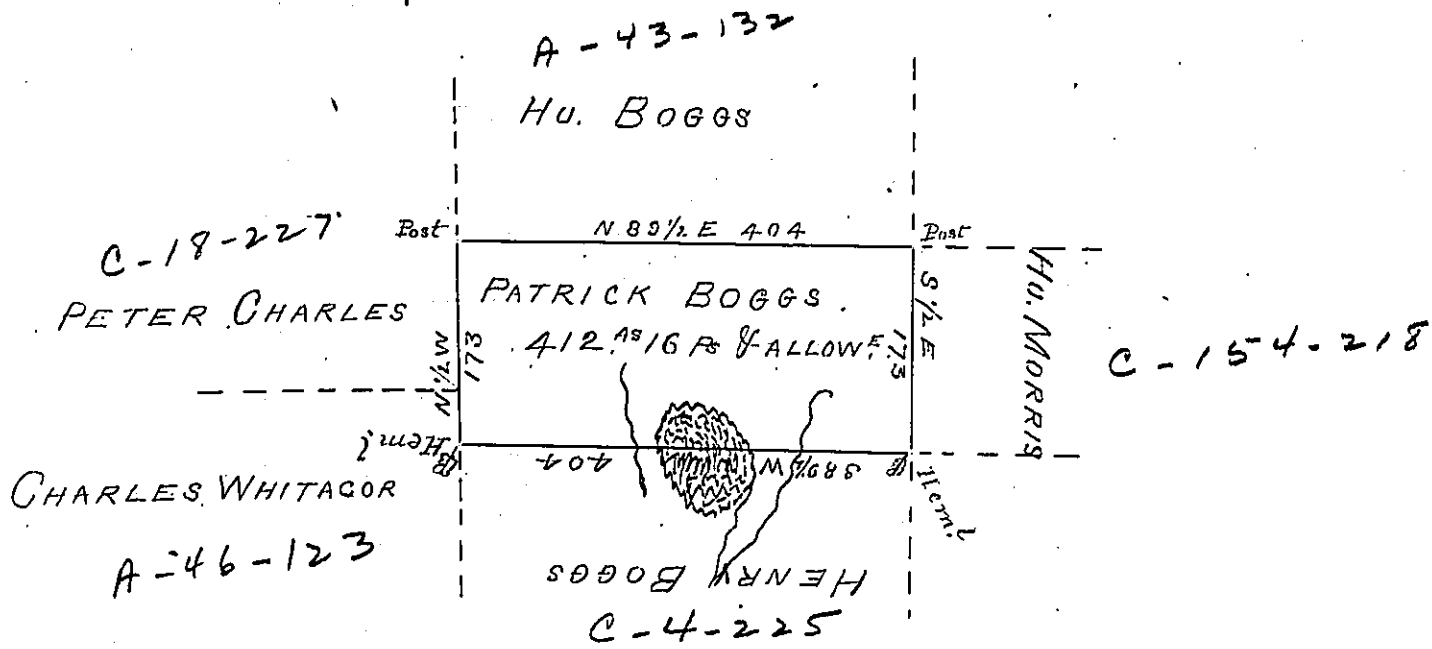 A-43-132
HU. BOGGS
C-18-227
Post
N 89½ E 404
Post
PETER CHARLES
PATRICK BOGGS.
412 AS 16 PS & ALLOWE.
N ½ W
173
S ½ E
173
HU. MORRIS
C-154-218
Heml
S 89½ W
404
Heml
CHARLES WHITACOR
A-46-123
HENRY BOGGS
C-4-225